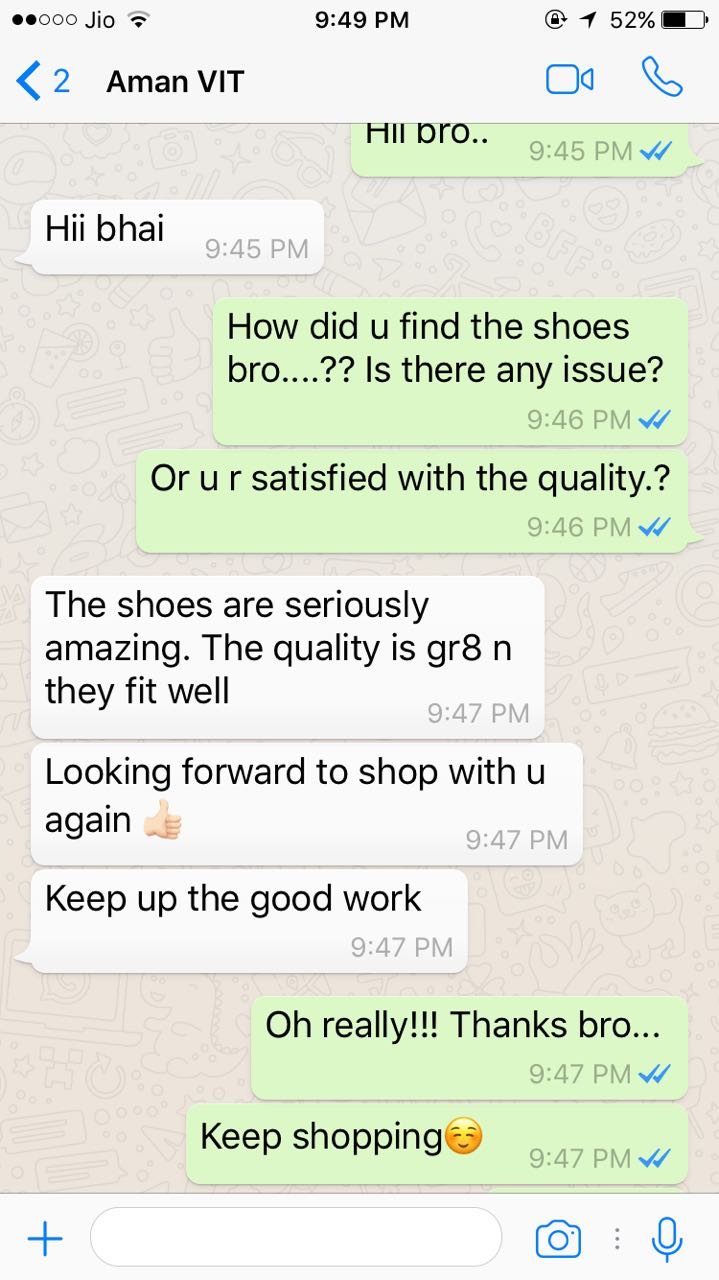 Jio 9:49 PM 52%
2 Aman VIT
HII bro.. 9:45 PM
Hii bhai 9:45 PM
How did u find the shoes
bro....?? Is there any issue?
9:46 PM
Or u r satisfied with the quality.?
9:46 PM
The shoes are seriously
amazing. The quality is gr8 n
they fit well
9:47 PM
Looking forward to shop with u
again 👍🏻
9:47 PM
Keep up the good work
9:47 PM
Oh really!!! Thanks bro...
9:47 PM
Keep shopping☺️ 9:47 PM